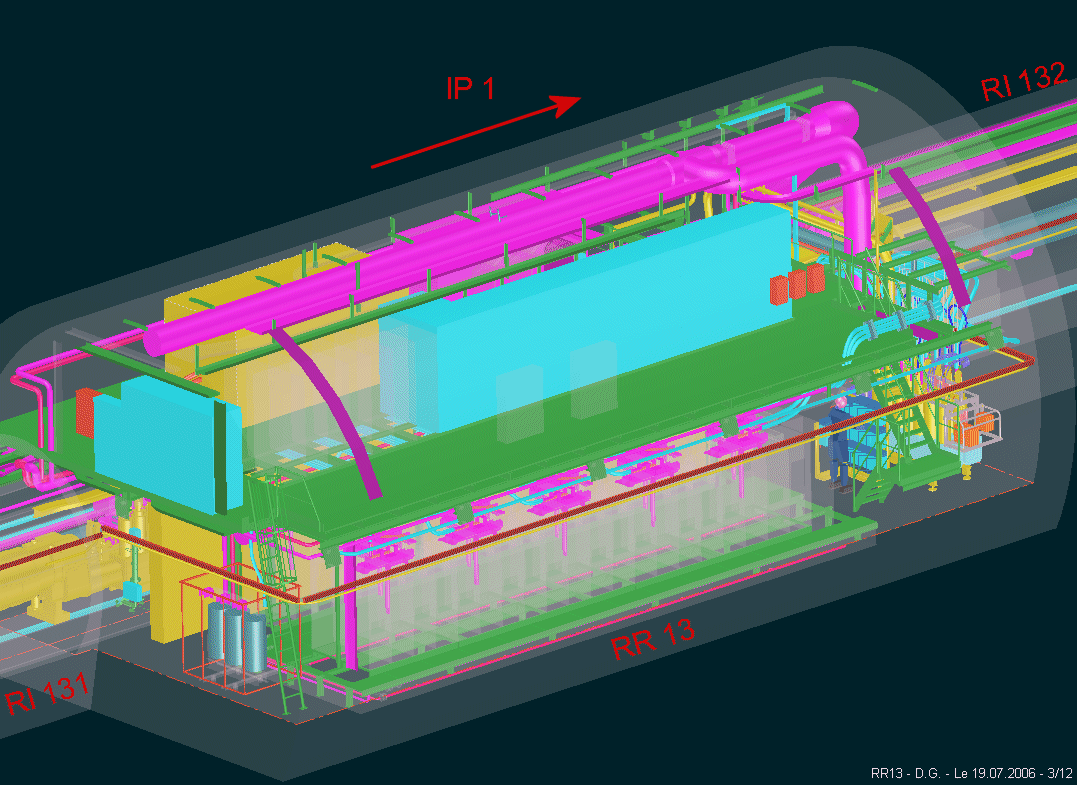 IP 1
RI 132
RR 13
RI 131
RR13 - D.G. - Le 19.07.2006 - 3/12